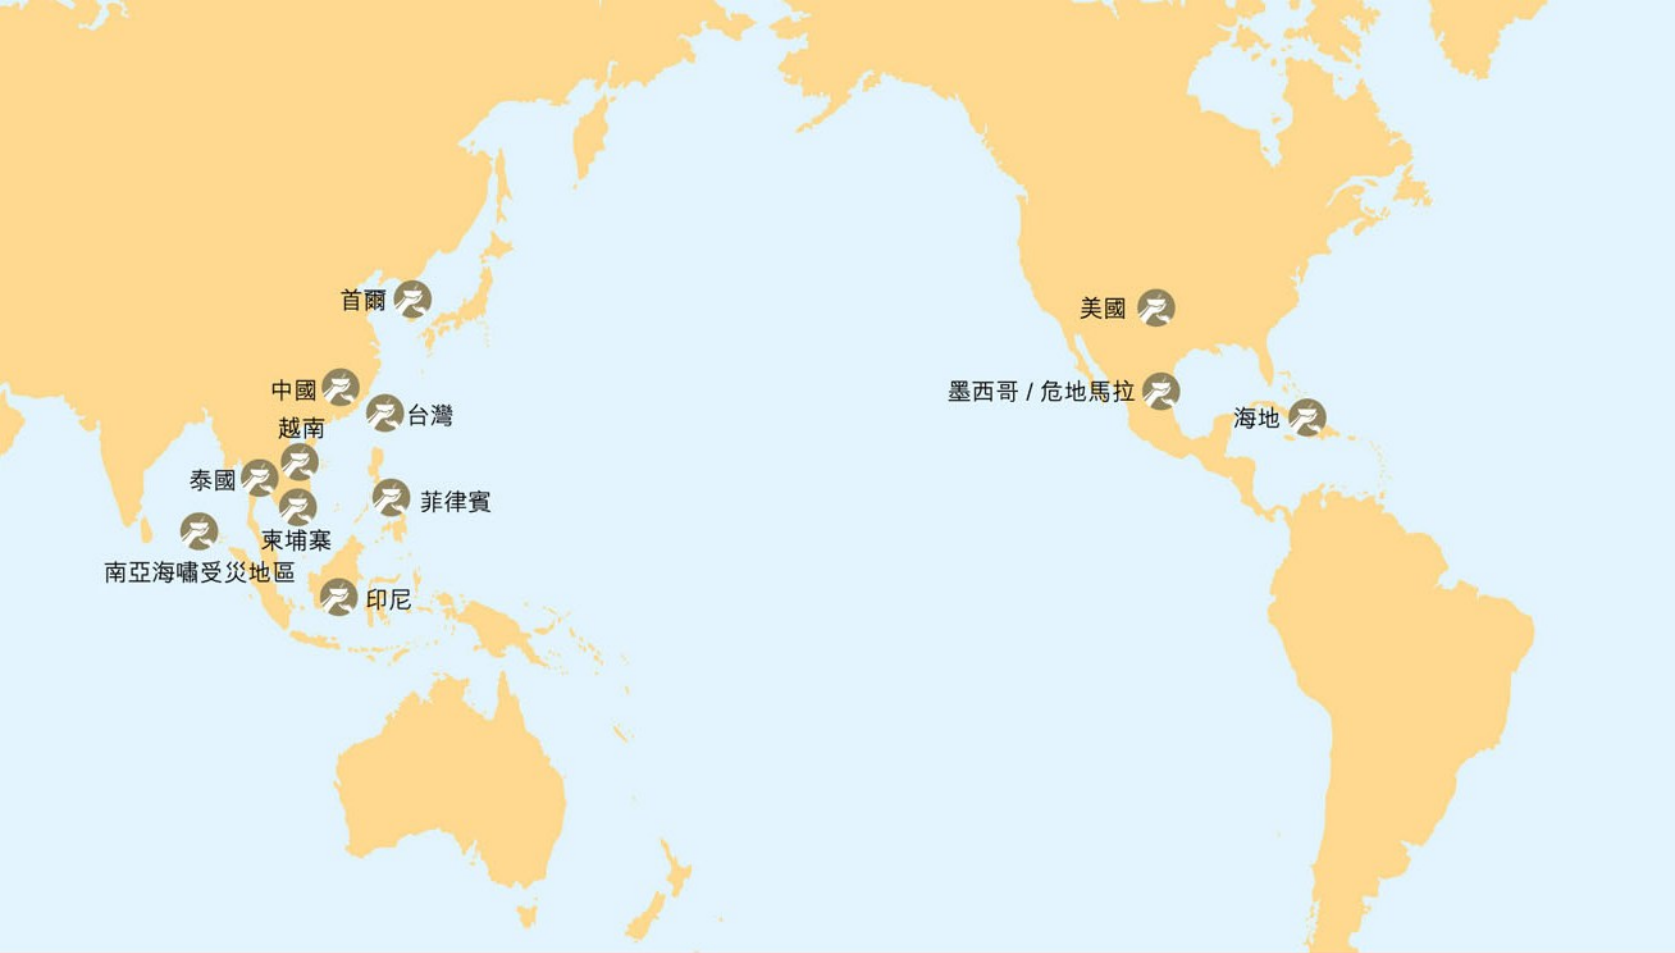 首爾
美國
中國
墨西哥 / 危地馬拉
台灣
海地
越南
泰國
菲律賓
柬埔寨
南亞海嘯受災地區
印尼